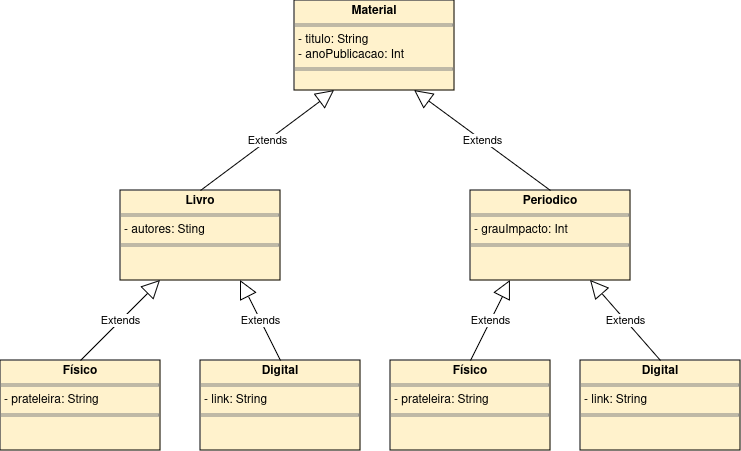 Material
- titulo: String
- anoPublicacao: Int
Extends
Extends
Livro
- autores: Sting
Periodico
- grauImpacto: Int
Extends
Extends
Extends
Extends
Físico
- prateleira: String
Digital
- link: String
Físico
- prateleira: String
Digital
- link: String